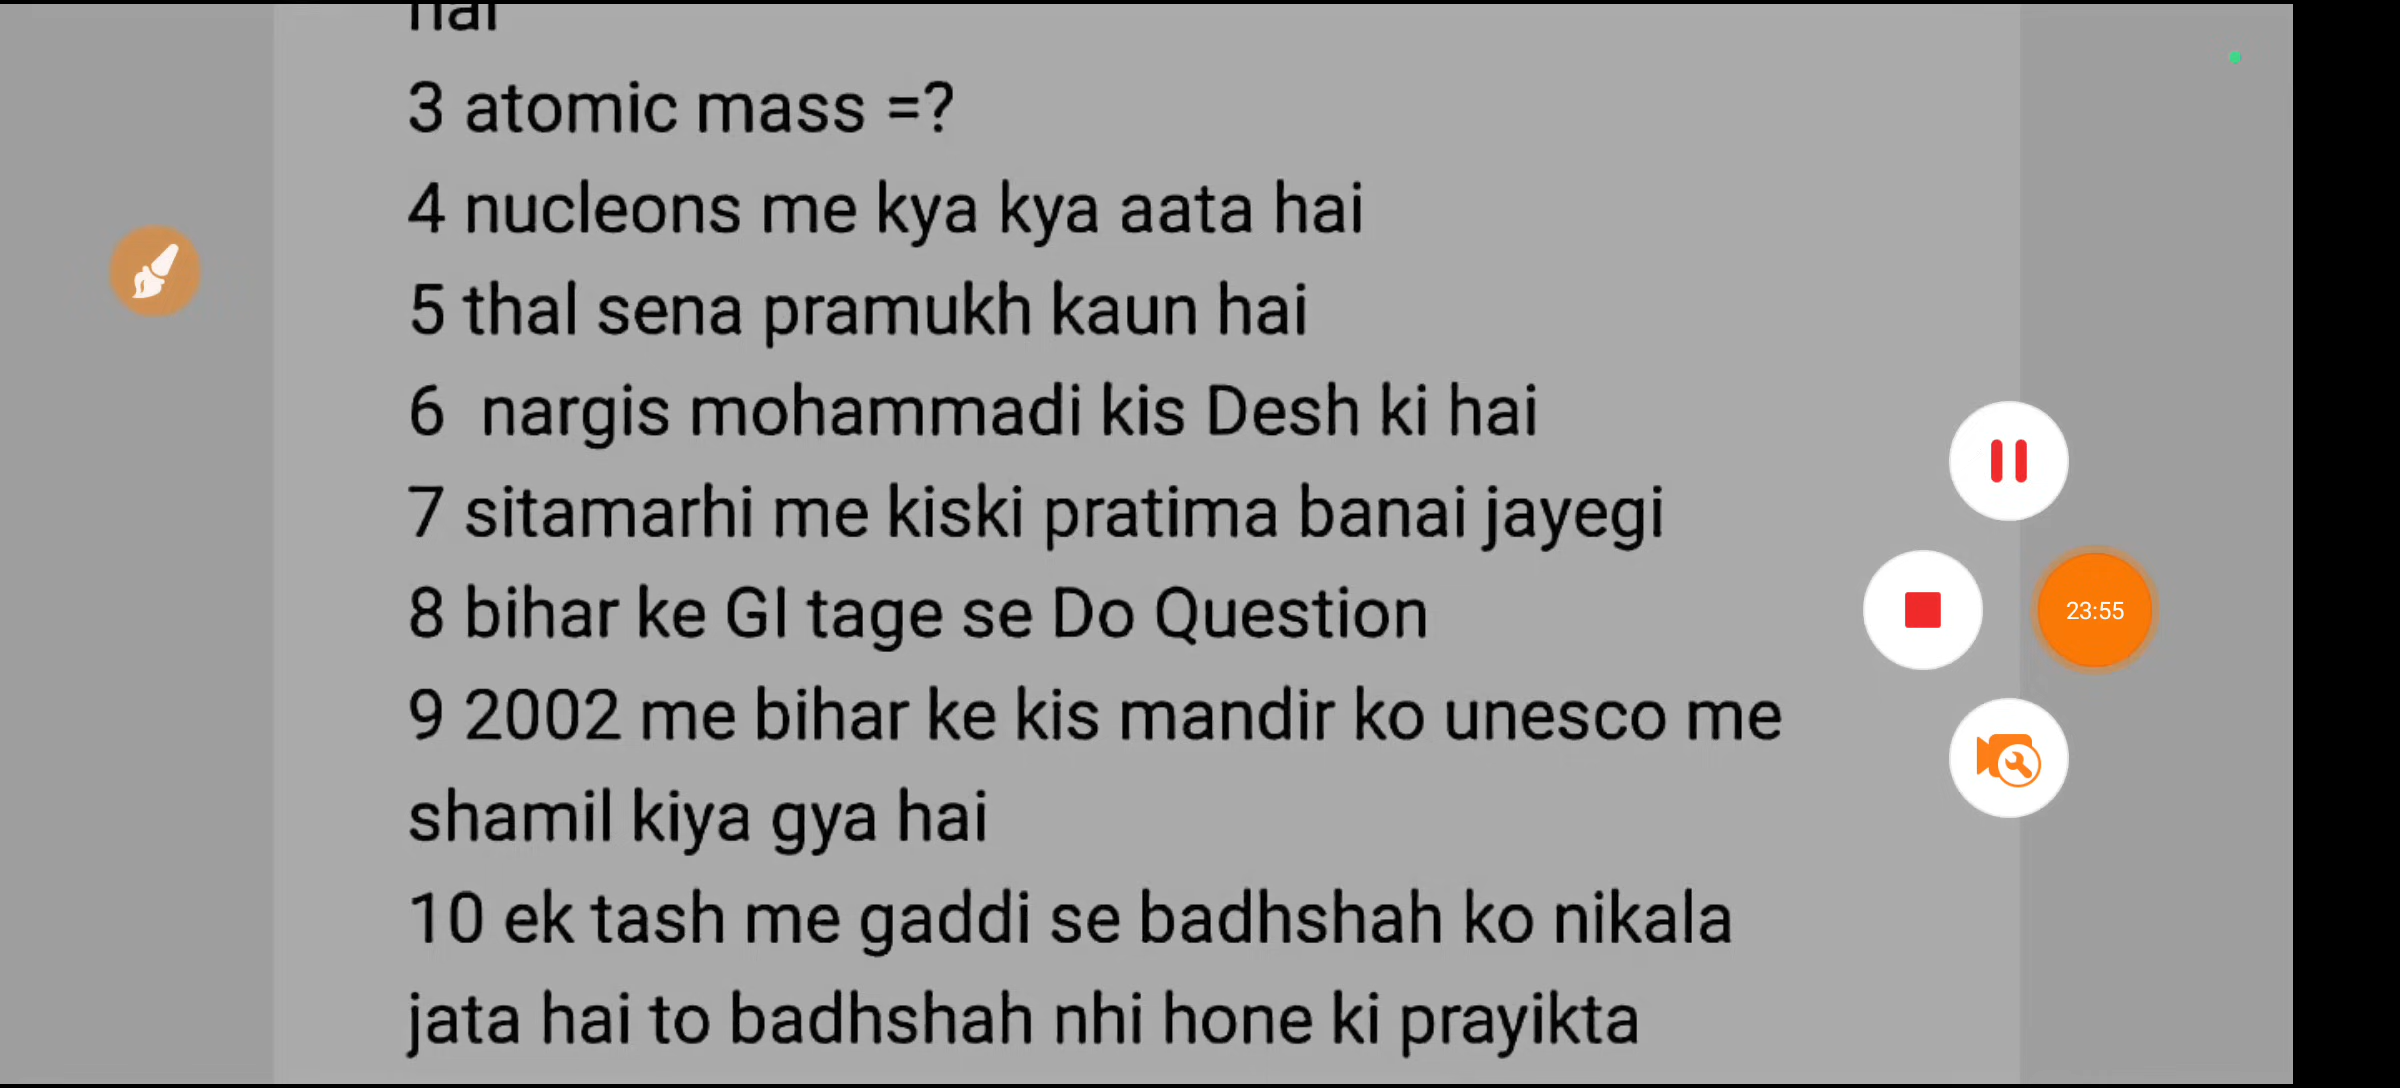 hai
3 atomic mass =?
4 nucleons me kya kya aata hai
5 thal sena pramukh kaun hai
6 nargis mohammadi kis Desh ki hai
7 sitamarhi me kiski pratima banai jayegi
8 bihar ke GI tage se Do Question
9 2002 me bihar ke kis mandir ko unesco me
shamil kiya gya hai
10 ek tash me gaddi se badhshah ko nikala
jata hai to badhshah nhi hone ki prayikta
23:55